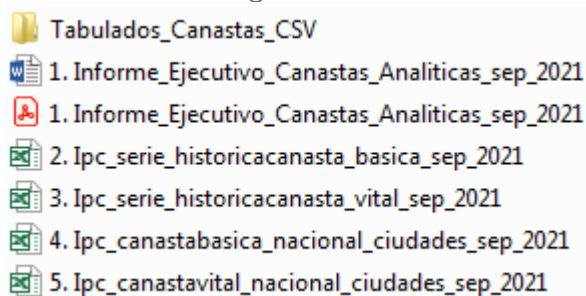 Tabulados_Canastas_CSV
1. Informe_Ejecutivo_Canastas_Analiticas_sep_2021
1. Informe_Ejecutivo_Canastas_Analiticas_sep_2021
2. Ipc_serie_historicacanasta_basica_sep_2021
3. Ipc_serie_historicacanasta_vital_sep_2021
4. Ipc_canastabasica_nacional_ciudades_sep_2021
5. Ipc_canastavital_nacional_ciudades_sep_2021